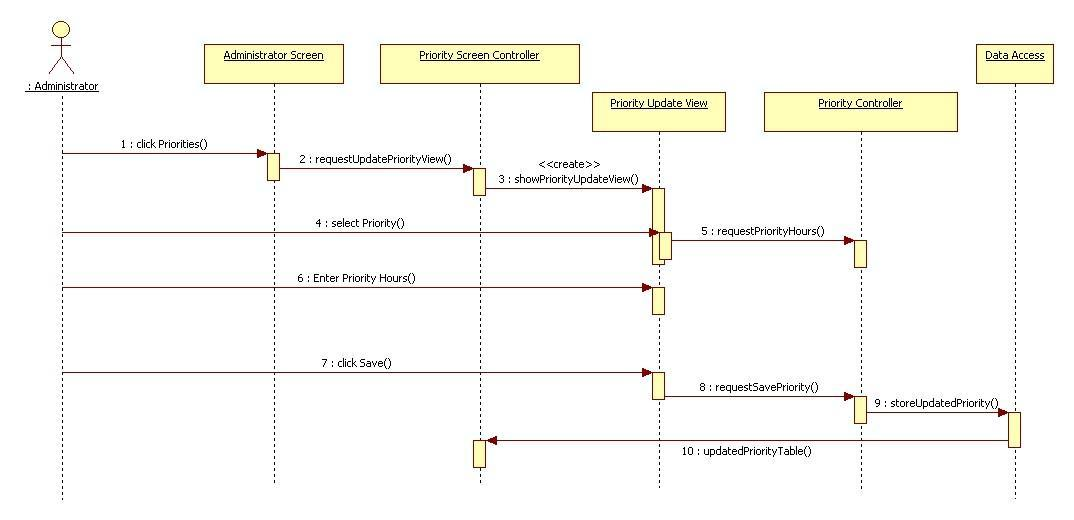 : Administrator
Administrator Screen
Priority Screen Controller
Data Access
Priority Update View
Priority Controller
1 : click Priorities()
2 : requestUpdatePriorityView()
<<create>>
3 : showPriorityUpdateView()
4 : select Priority()
5 : requestPriorityHours()
6 : Enter Priority Hours()
7 : click Save()
8 : requestSavePriority()
9 : storeUpdatedPriority()
10 : updatedPriorityTable()